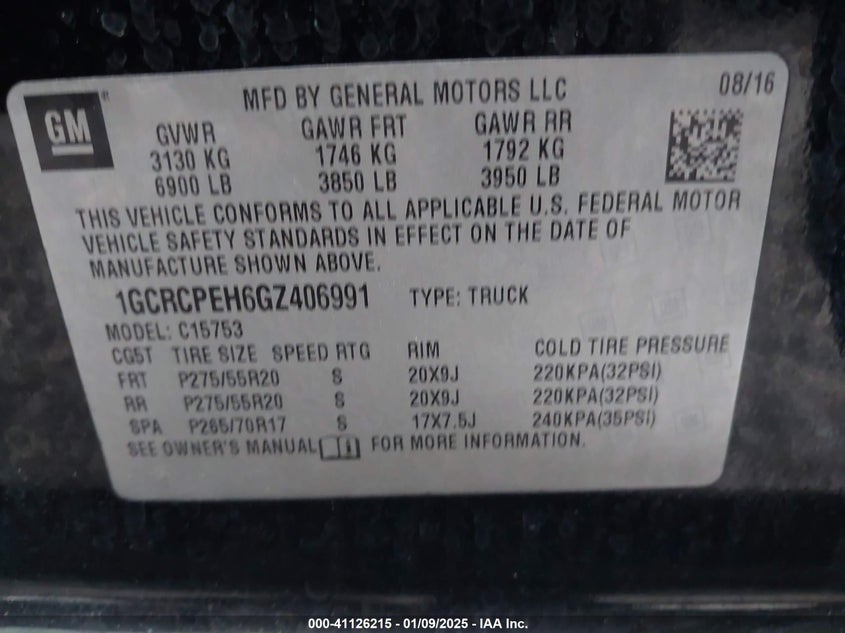 GM
®
MFD BY GENERAL MOTORS LLC
08/16
GVWR GAWR FRT GAWR RR
3130 KG 1746 KG 1792 KG
6900 LB 3850 LB 3950 LB
THIS VEHICLE CONFORMS TO ALL APPLICABLE U.S. FEDERAL MOTOR
VEHICLE SAFETY STANDARDS IN EFFECT ON THE DATE OF
MANUFACTURE SHOWN ABOVE.
1GCRCPEH6GZ406991 TYPE: TRUCK
MODEL: C15753
CGST TIRE SIZE SPEED RTG RIM COLD TIRE PRESSURE
FRT P275/55R20 S 20X9J 220KPA(32PSI)
RR P275/55R20 S 20X9J 220KPA(32PSI)
SPA P265/70R17 S 17X7.5J 240KPA(35PSI)
SEE OWNER'S MANUAL FOR MORE INFORMATION.
000-41126215 - 01/09/2025 - IAA Inc.